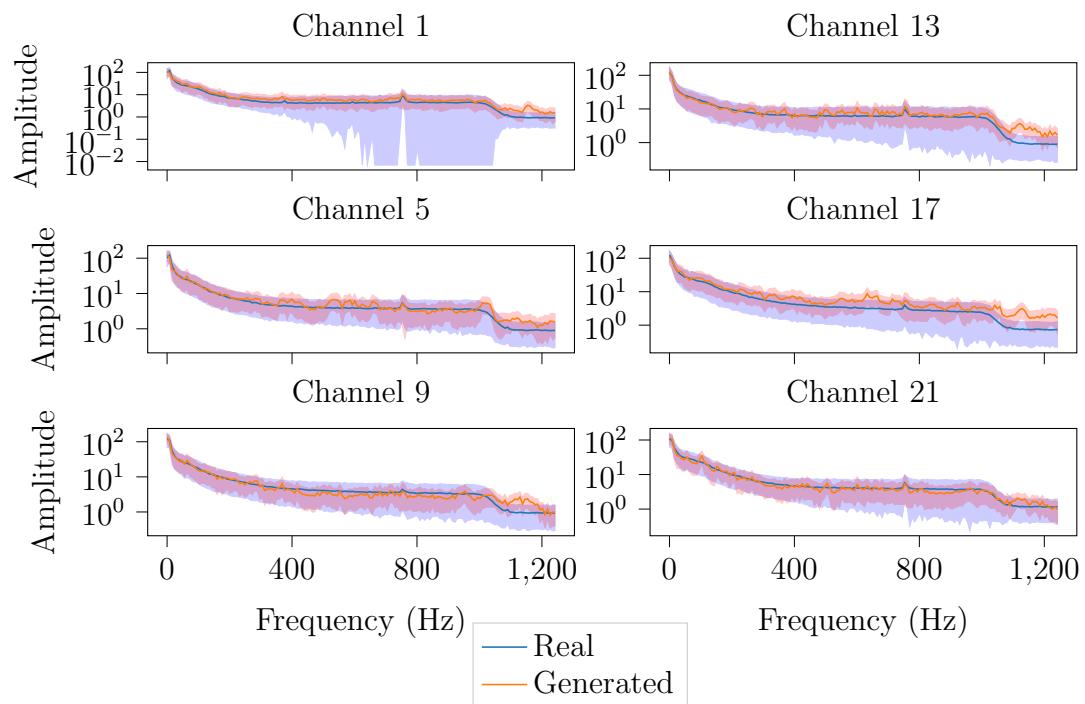 Channel 1
Channel 13
Amplitude
10^2
10^1
10^0
10^−1
10^−2
10^2
10^1
10^0
Channel 5
Channel 17
Amplitude
10^2
10^1
10^0
10^2
10^1
10^0
Channel 9
Channel 21
Amplitude
10^2
10^1
10^0
10^2
10^1
10^0
0 400 800 1,200
0 400 800 1,200
Frequency (Hz)
Frequency (Hz)
Real
Generated